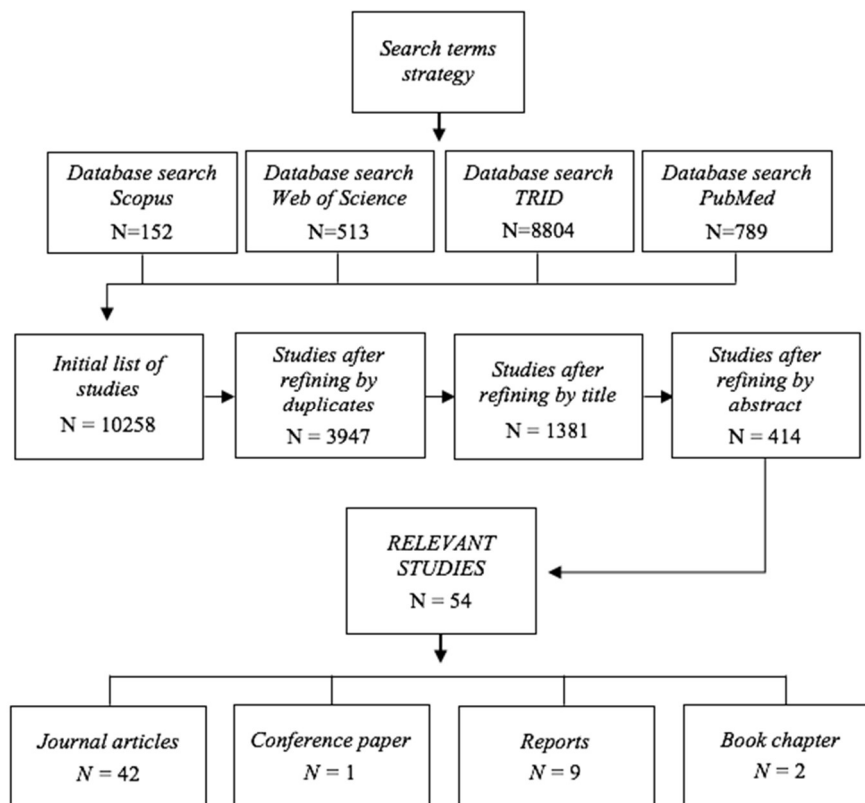 Search terms
strategy
Database search
Scopus
N=152
Database search
Web of Science
N=513
Database search
TRID
N=8804
Database search
PubMed
N=789
Initial list of
studies
N = 10258
Studies after
refining by
duplicates
N = 3947
Studies after
refining by title
N = 1381
Studies after
refining by
abstract
N = 414
RELEVANT
STUDIES
N = 54
Journal articles
N = 42
Conference paper
N = 1
Reports
N = 9
Book chapter
N = 2